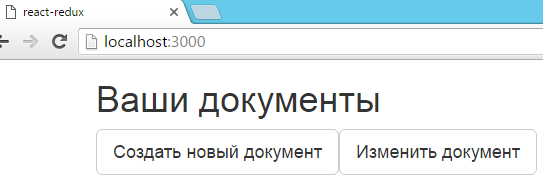 react-redux
localhost:3000
Ваши документы
Создать новый документ Изменить документ